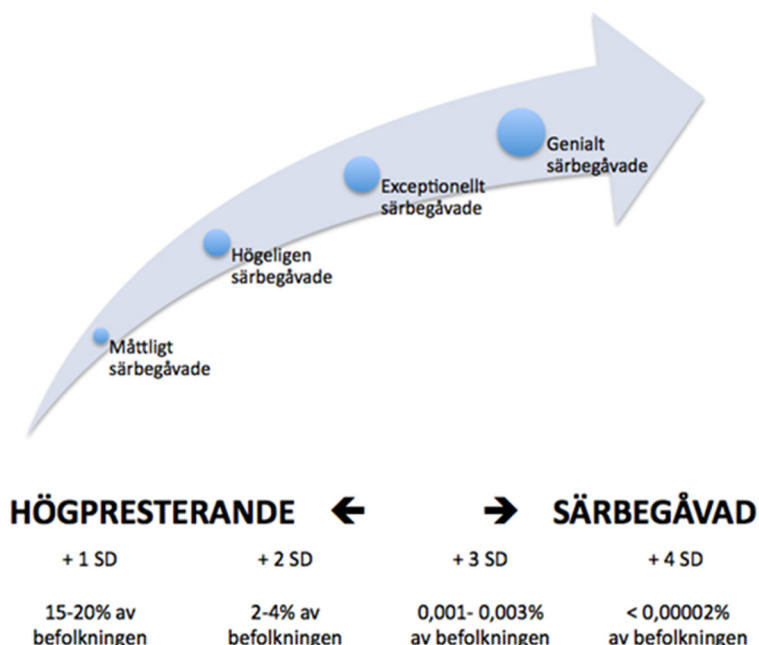 Genialt
särbegåvade
Exceptionellt
särbegåvade
Högeligen
särbegåvade
Måttligt
särbegåvade
HÖGPRESTERANDE ← → SÄRBEGÅVAD
+ 1 SD + 2 SD + 3 SD + 4 SD
15-20% av 2-4% av 0,001- 0,003% < 0,00002%
befolkningen befolkningen av befolkningen av befolkningen